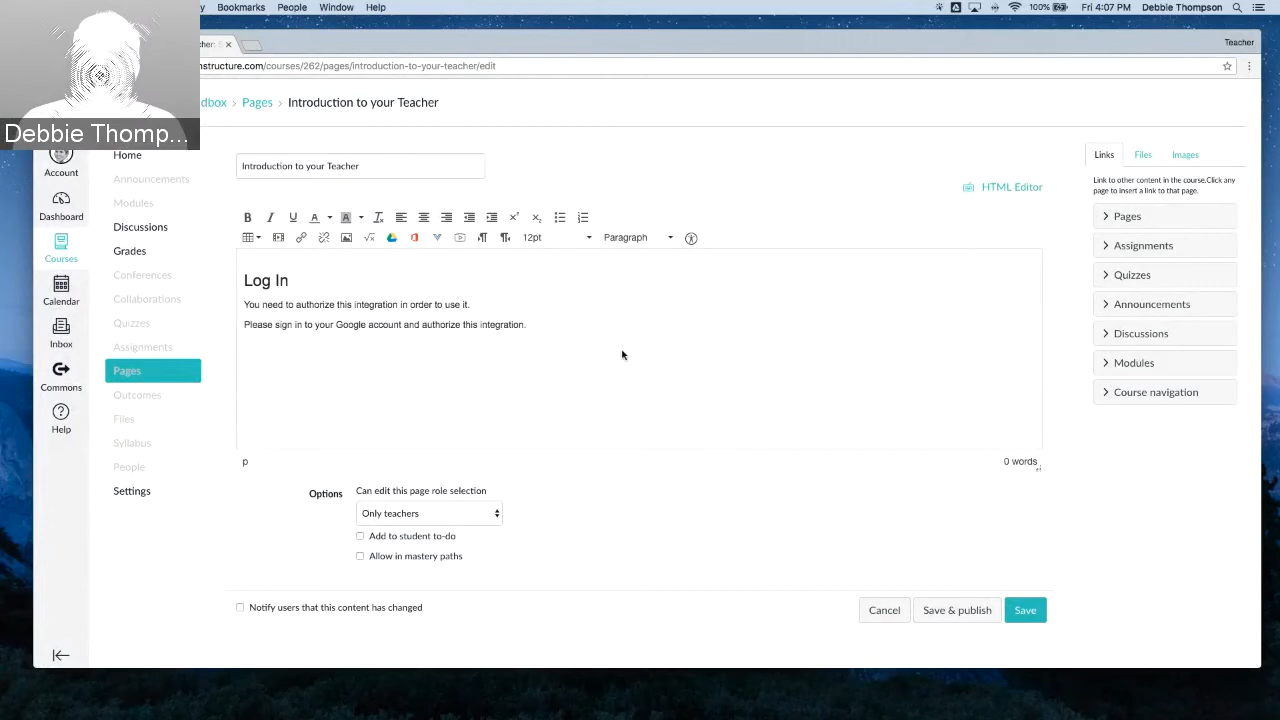 Bookmarks People Window Help 100% Fri 4:07 PM Debbie Thompson
Teacher
nstructure.com/courses/262/pages/introduction-to-your-teacher/edit
Debbie Thomp...
dbox › Pages › Introduction to your Teacher
Account
Dashboard
Courses
Calendar
Inbox
Commons
Help
Home
Announcements
Modules
Discussions
Grades
Conferences
Collaborations
Quizzes
Assignments
Pages
Outcomes
Files
Syllabus
People
Settings
Introduction to your Teacher
HTML Editor
12pt Paragraph
Log In
You need to authorize this integration in order to use it.
Please sign in to your Google account and authorize this integration.
p 0 words
Options
Can edit this page role selection
Only teachers
Add to student to-do
Allow in mastery paths
Notify users that this content has changed
Cancel Save & publish Save
Links Files Images
Link to other content in the course.Click any
page to insert a link to that page.
Pages
Assignments
Quizzes
Announcements
Discussions
Modules
Course navigation